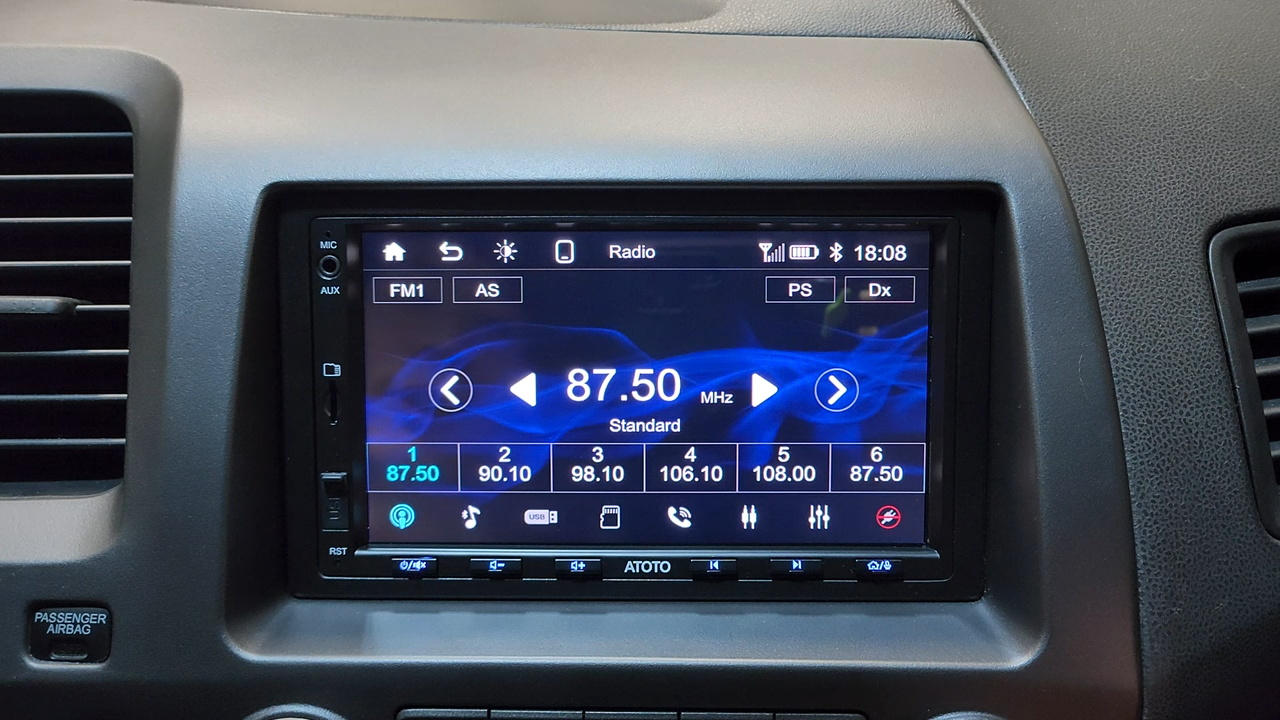 MIC
AUX
Radio
18:08
FM1
AS
PS
Dx
87.50 MHz
Standard
1 2 3 4 5 6
87.50 90.10 98.10 106.10 108.00 87.50
USB
RST
ATOTO
PASSENGER
AIRBAG